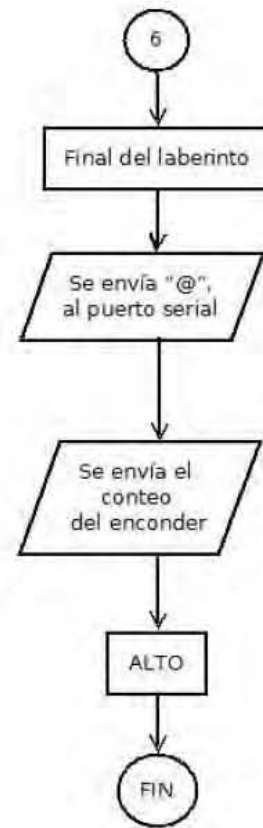 6
Final del laberinto
Se envía "@",
al puerto serial
Se envía el
conteo
del enconder
ALTO
FIN